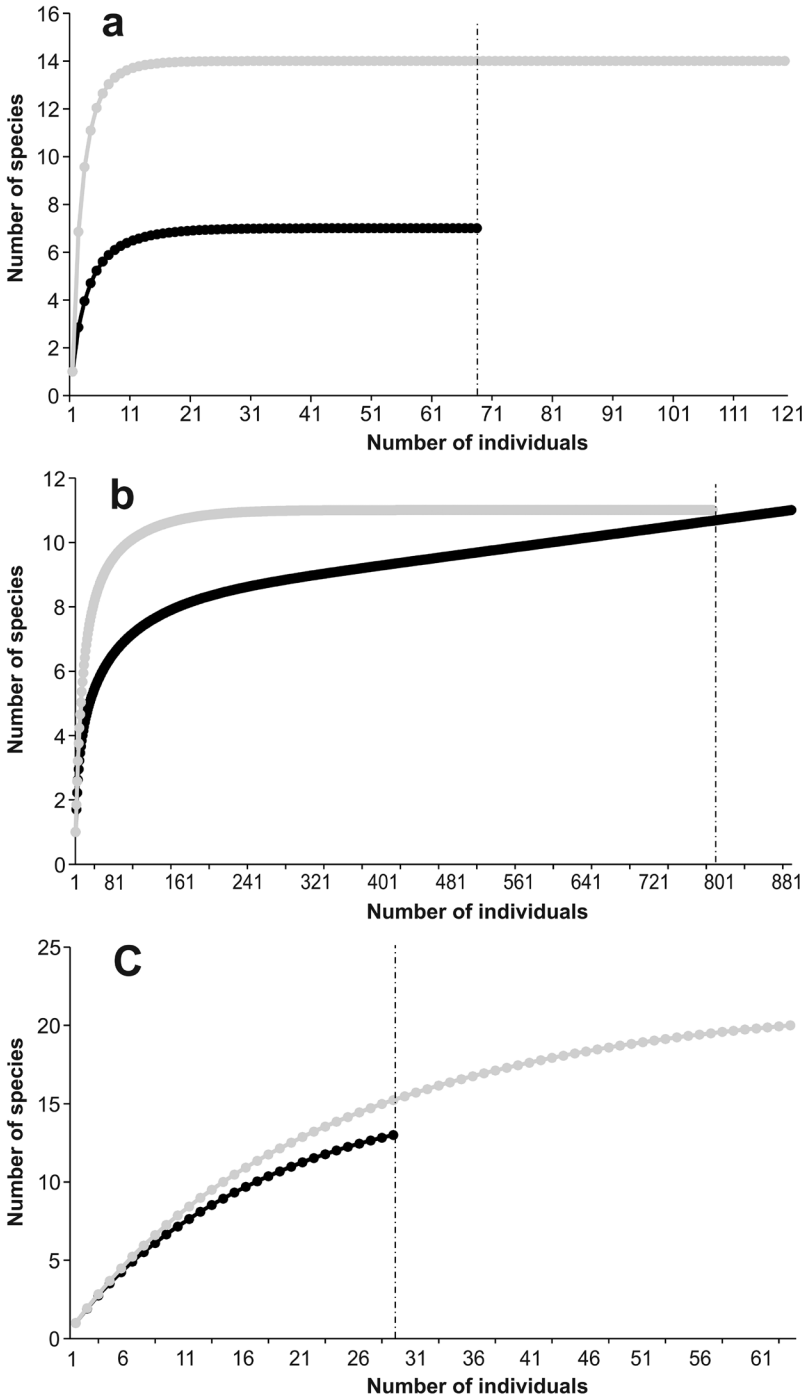 a
Number of species
16
14
12
10
8
6
4
2
0
1 11 21 31 41 51 61 71 81 91 101 111 121
Number of individuals
b
Number of species
12
10
8
6
4
2
0
1 81 161 241 321 401 481 561 641 721 801 881
Number of individuals
C
Number of species
25
20
15
10
5
0
1 6 11 16 21 26 31 36 41 46 51 56 61
Number of individuals